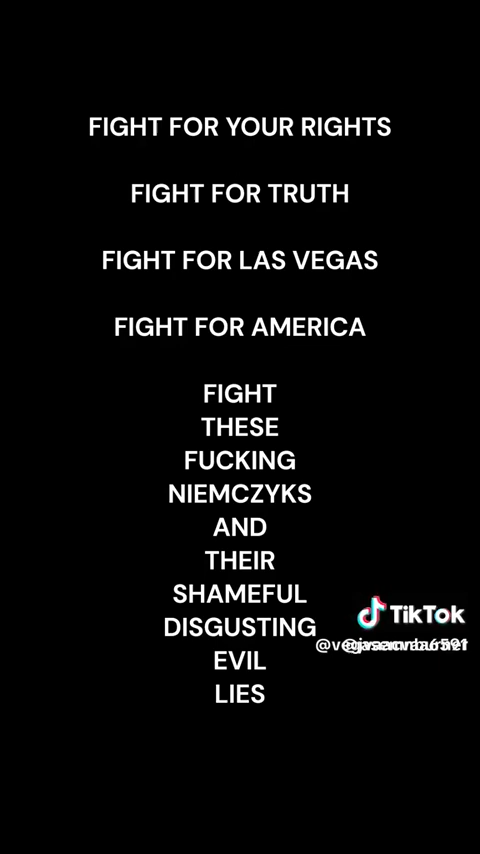 FIGHT FOR YOUR RIGHTS
FIGHT FOR TRUTH
FIGHT FOR LAS VEGAS
FIGHT FOR AMERICA
FIGHT
THESE
FUCKING
NIEMCZYKS
AND
THEIR
SHAMEFUL
DISGUSTING
EVIL
LIES
TikTok